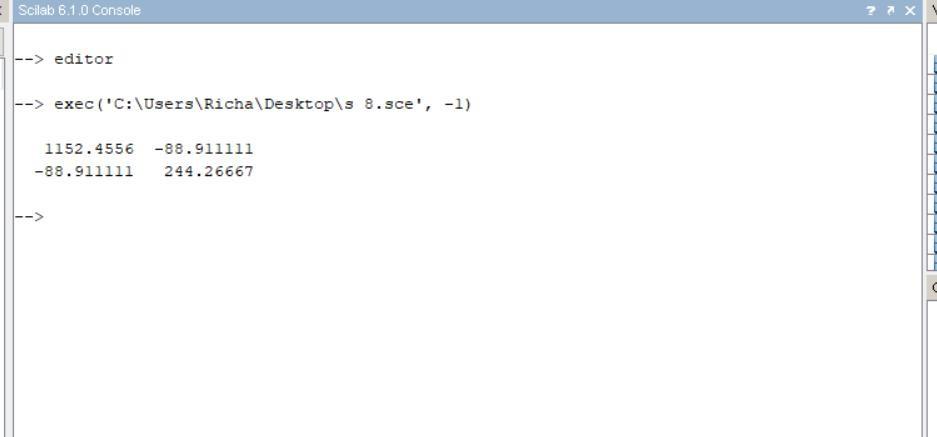 Scilab 6.1.0 Console
--> editor
--> exec('C:\Users\Richa\Desktop\s 8.sce', -1)
1152.4556 -88.911111
-88.911111 244.26667
-->